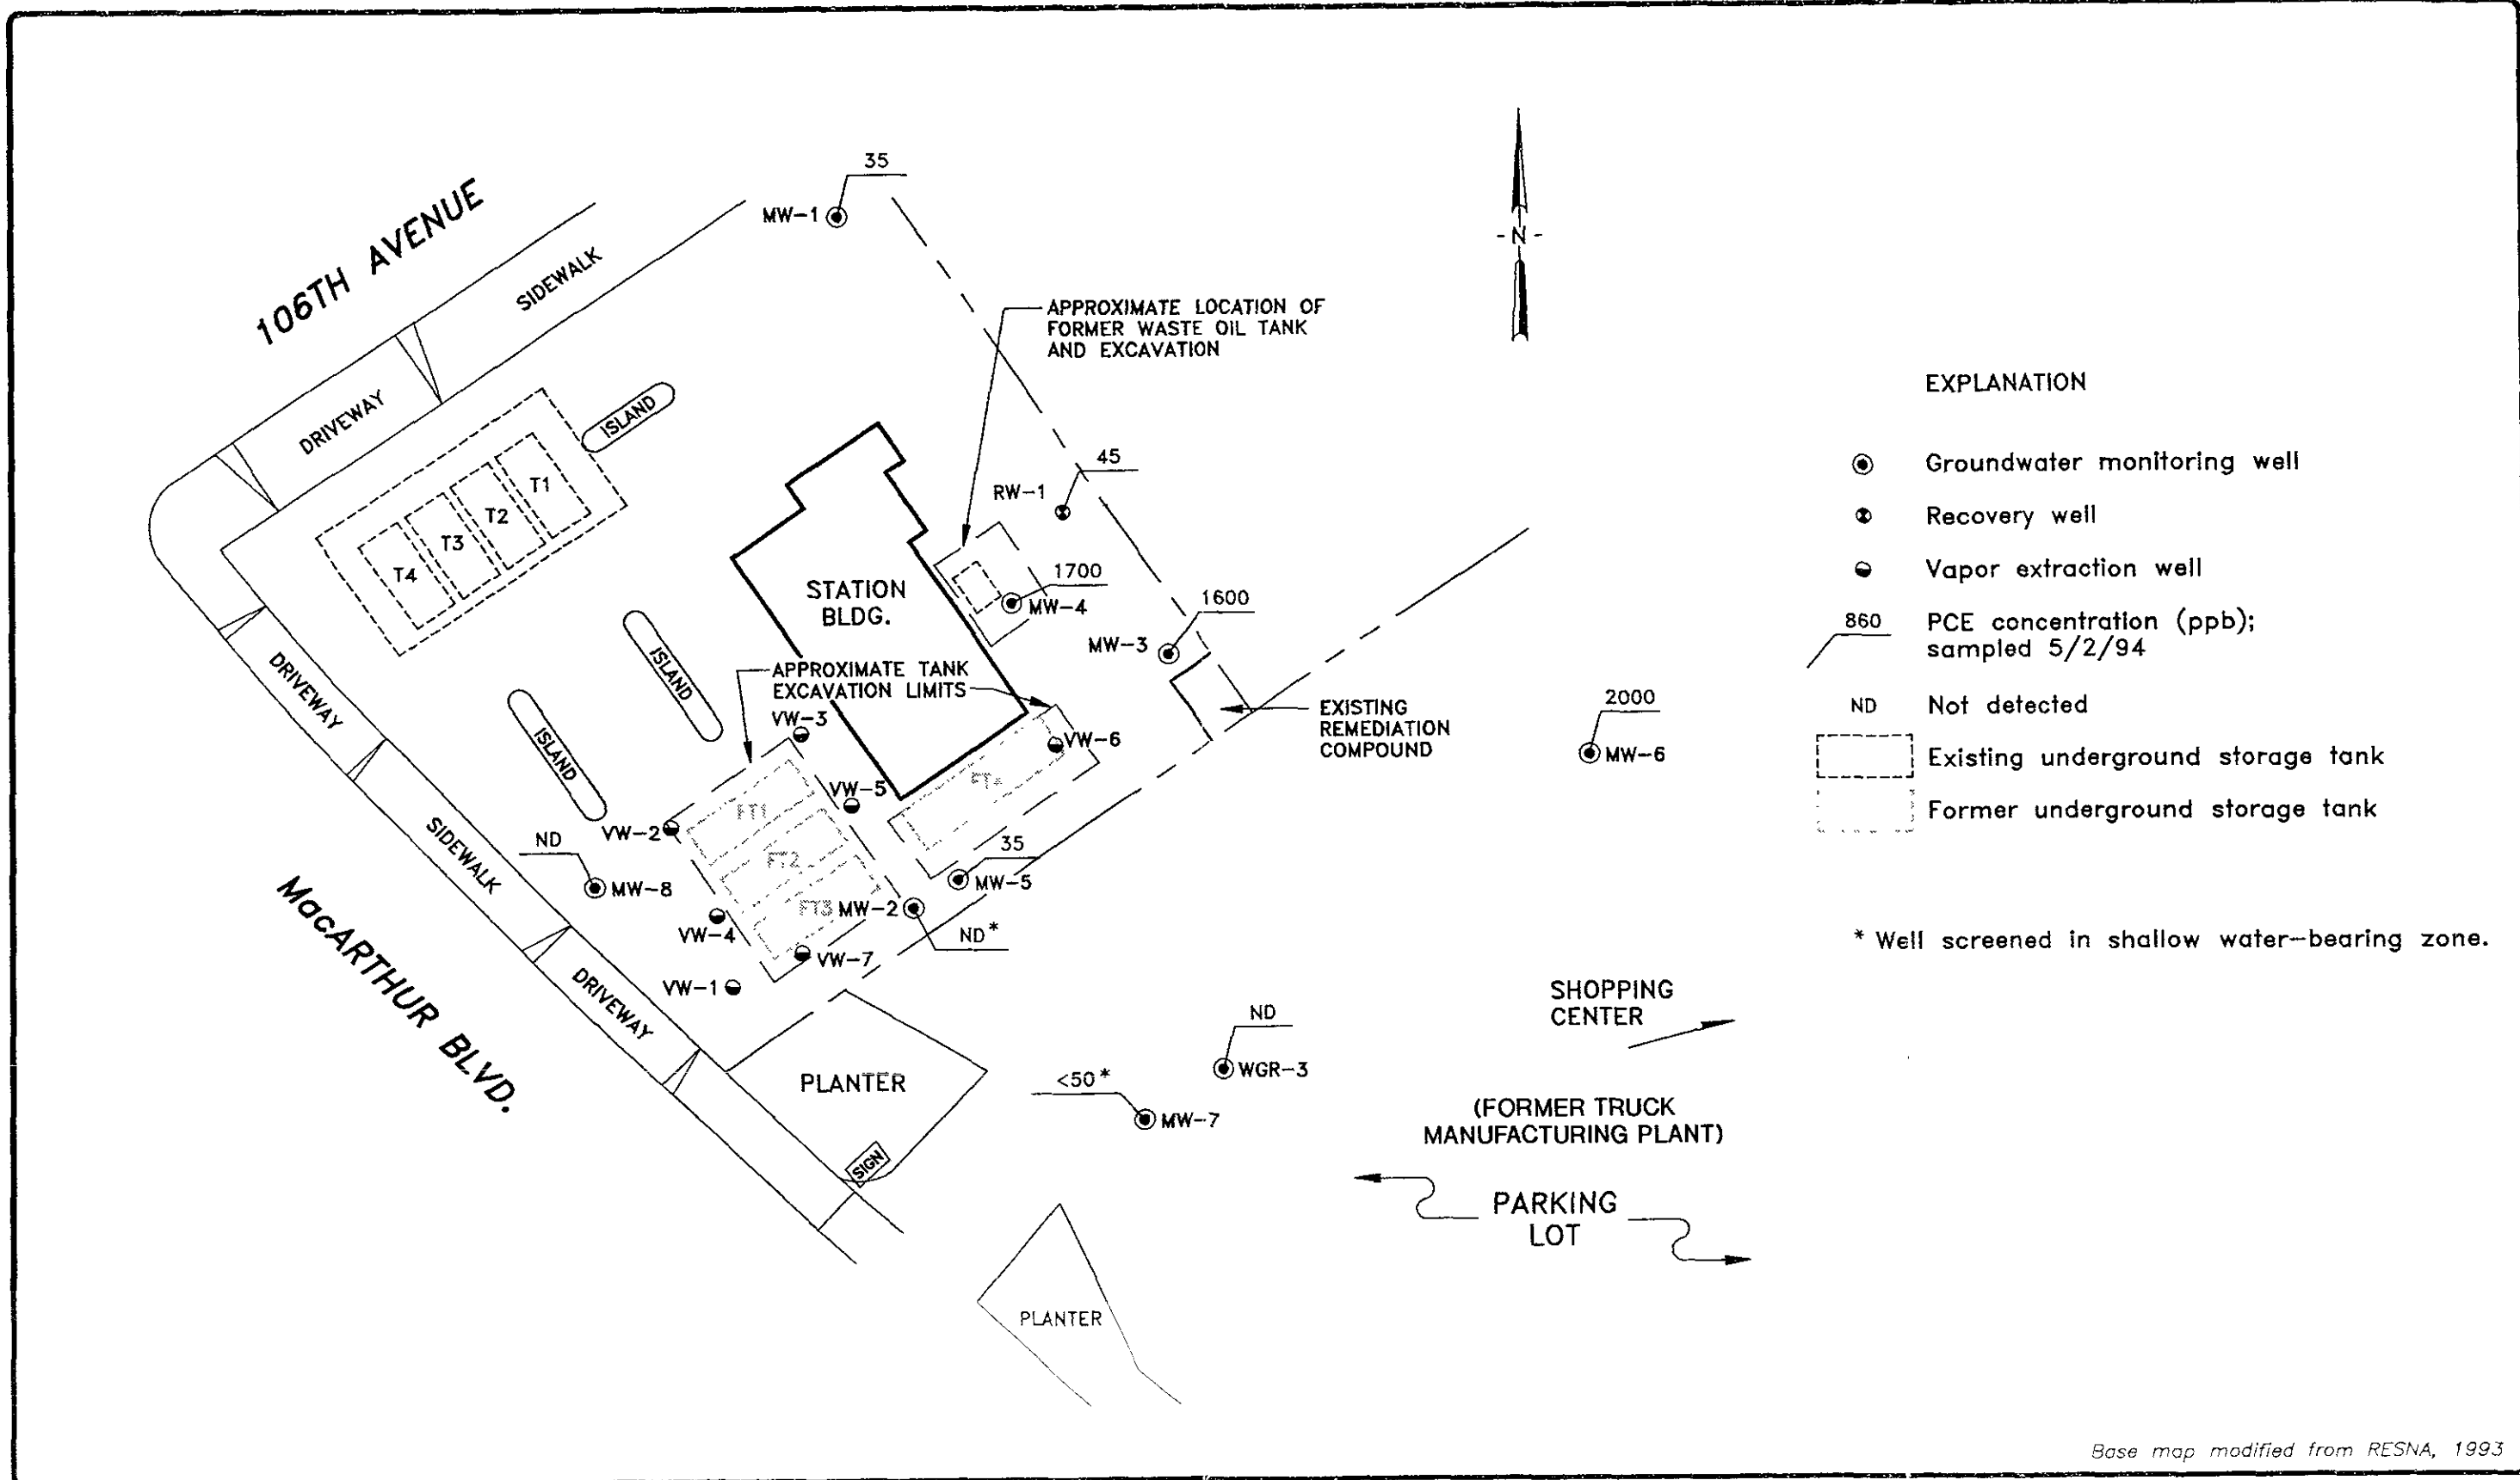 35
MW-1
106TH AVENUE
SIDEWALK
- N -
APPROXIMATE LOCATION OF
FORMER WASTE OIL TANK
AND EXCAVATION
DRIVEWAY
ISLAND
T1
T2
T3
T4
45
RW-1
1700
MW-4
STATION
BLDG.
1600
MW-3
ISLAND
ISLAND
DRIVEWAY
APPROXIMATE TANK
EXCAVATION LIMITS
VW-3
VW-6
EXISTING
REMEDIATION
COMPOUND
2000
MW-6
VW-5
FT1
VW-2
ND
MW-8
FT2
35
MW-5
FT3
MW-2
ND*
VW-4
VW-7
VW-1
SIDEWALK
MacARTHUR BLVD.
DRIVEWAY
PLANTER
SIGN
ND
WGR-3
<50*
MW-7
PLANTER
SHOPPING
CENTER
(FORMER TRUCK
MANUFACTURING PLANT)
PARKING
LOT
EXPLANATION
Groundwater monitoring well
Recovery well
Vapor extraction well
860 PCE concentration (ppb);
sampled 5/2/94
ND Not detected
Existing underground storage tank
Former underground storage tank
* Well screened in shallow water-bearing zone.
Base map modified from RESNA, 1993